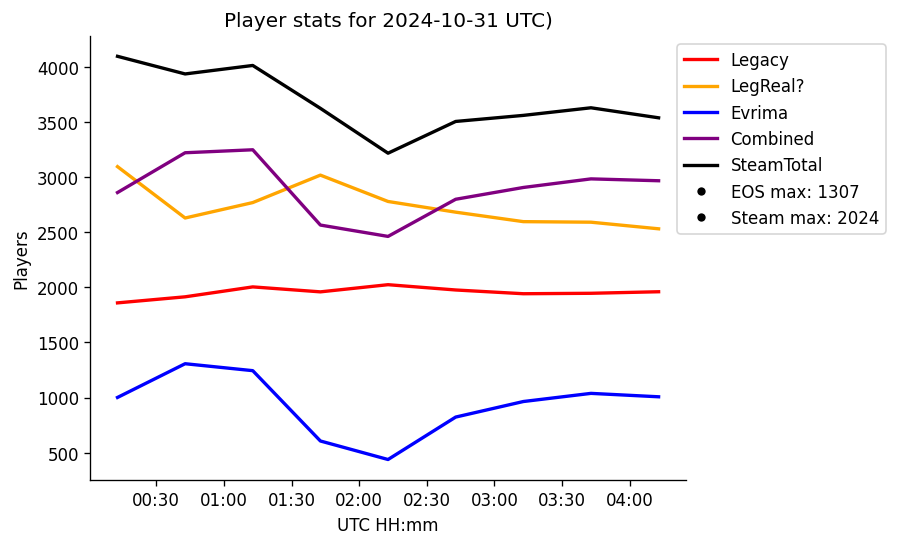 Player stats for 2024-10-31 UTC)
4000
3500
3000
2500
2000
1500
1000
500
Players
00:30 01:00 01:30 02:00 02:30 03:00 03:30 04:00
UTC HH:mm
Legacy
LegReal?
Evrima
Combined
SteamTotal
EOS max: 1307
Steam max: 2024